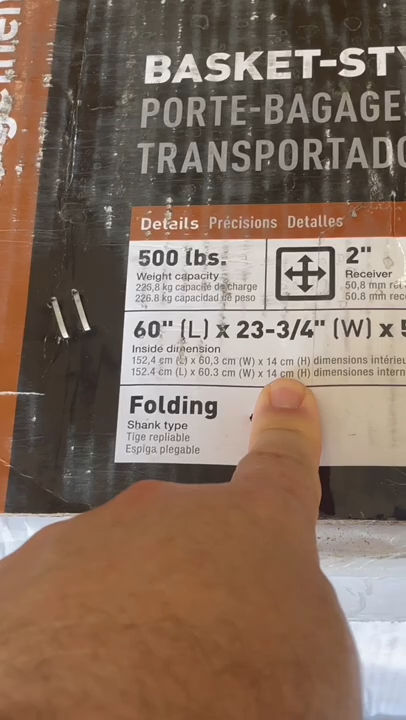 BASKET-STY
PORTE-BAGAGE
TRANSPORTADO
Details Précisions Detalles
500 lbs.
Weight capacity
226,8 kg capacité de charge
226.8 kg capacidad de peso
2"
Receiver
50,8 mm
50.8 mm
60" (L) x 23-3/4" (W) x 5
Inside dimension
152,4 cm (L) x 60,3 cm (W) x 14 cm (H) dimensions intérieu
152.4 cm (L) x 60.3 cm (W) x 14 cm (H) dimensiones intern
Folding
Shank type
Tige repliable
Espiga plegable